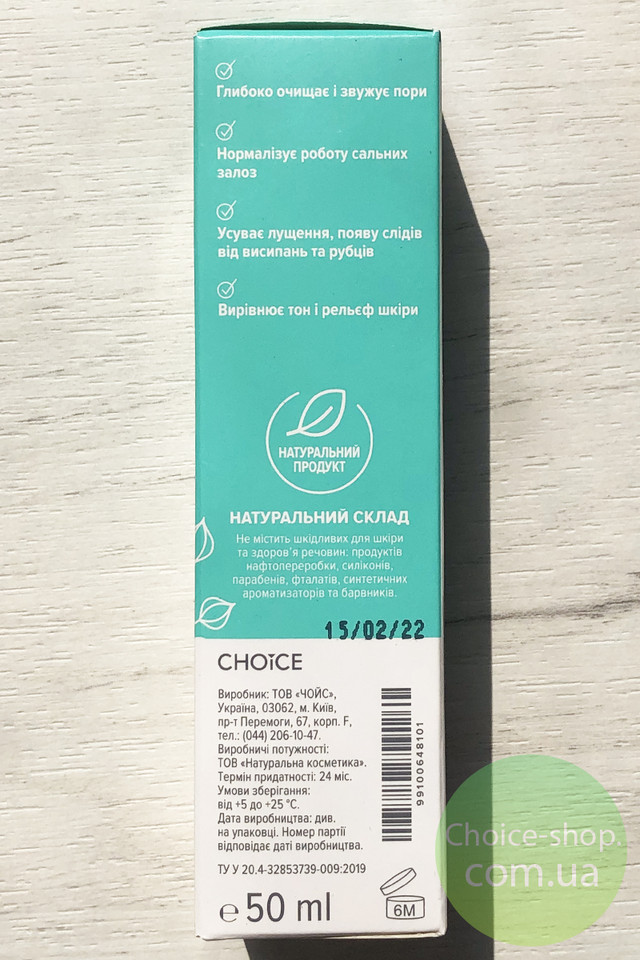 Глибоко очищає і звужує пори
Нормалізує роботу сальних
залоз
Усуває лущення, появу слідів
від висипань та рубців
Вирівнює тон і рельєф шкіри
НАТУРАЛЬНИЙ
ПРОДУКТ
НАТУРАЛЬНИЙ СКЛАД
Не містить шкідливих для шкіри
та здоров'я речовин: продуктів
нафтопереробки, силіконів,
парабенів, фталатів, синтетичних
ароматизаторів та барвників.
15/02/22
CHOICE
Виробник: ТОВ «ЧОЙС»,
Україна, 03062, м. Київ,
пр-т Перемоги, 67, корп. F,
тел.: (044) 206-10-47.
Виробничі потужності:
ТОВ «Натуральна косметика».
Термін придатності: 24 міс.
Умови зберігання:
від +5 до +25 °С.
Дата виробництва: див.
на упаковці. Номер партії
відповідає даті виробництва.
ТУ У 20.4-32853739-009:2019
99100648101
℮ 50 ml
6M
Choice-shop.
com.ua